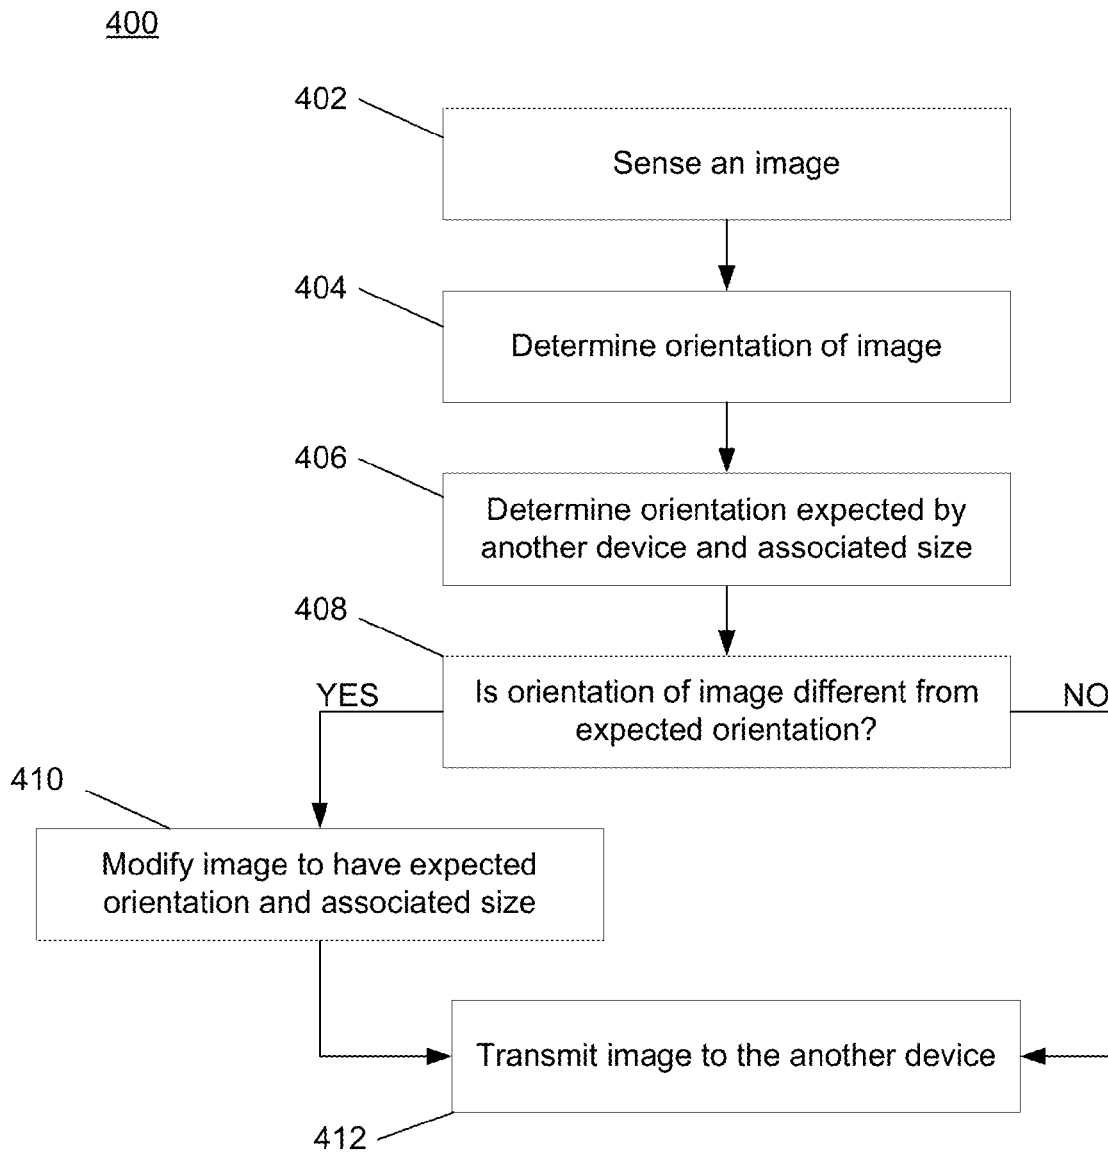 400
402
Sense an image
404
Determine orientation of image
406
Determine orientation expected by
another device and associated size
408
Is orientation of image different from
expected orientation?
YES
NO
410
Modify image to have expected
orientation and associated size
Transmit image to the another device
412